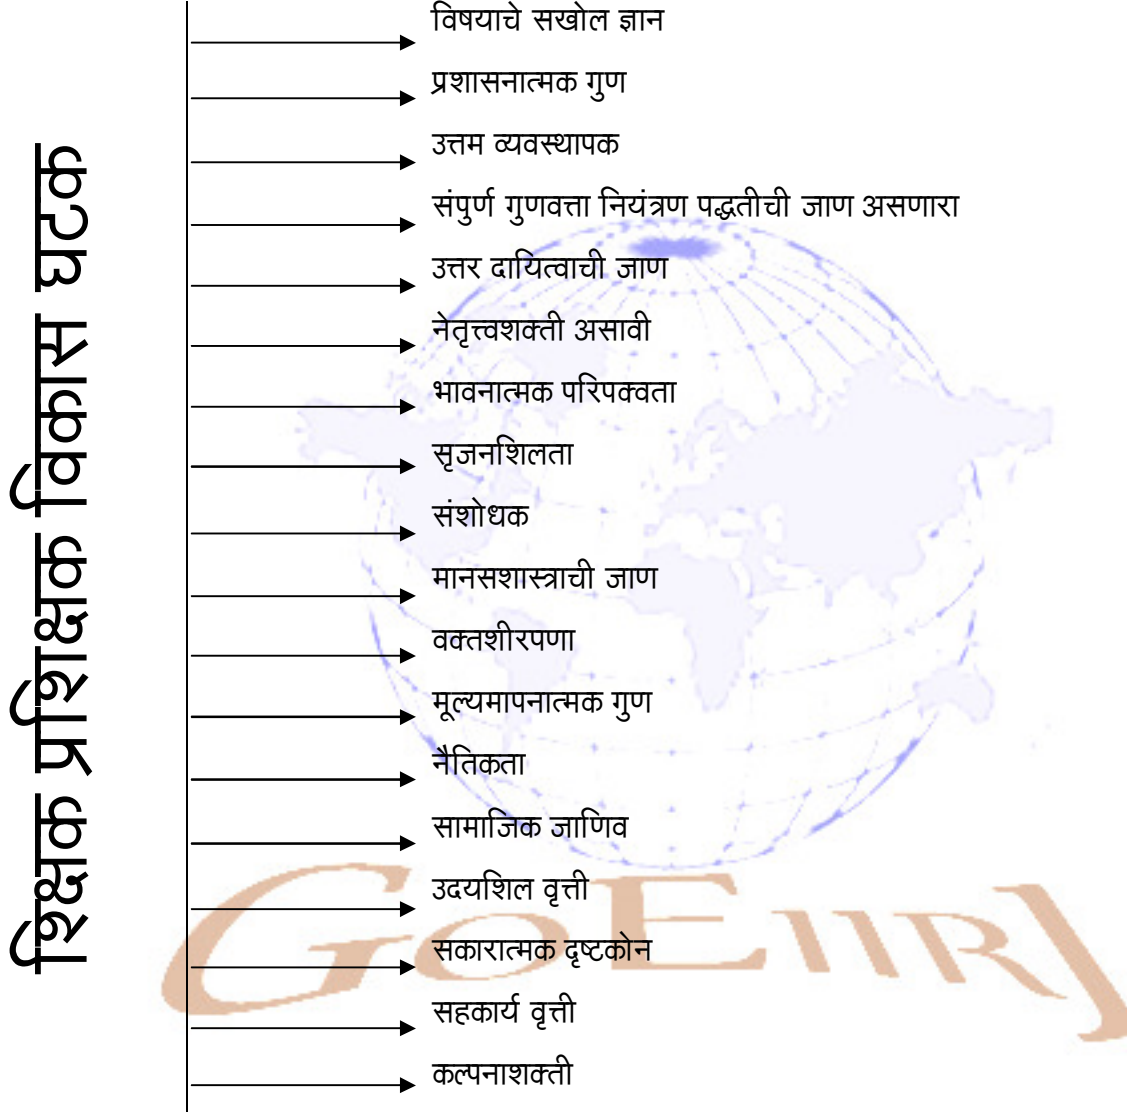 शिक्षक प्रशिक्षक विकास घटक
विषयाचे सखोल ज्ञान
प्रशासनात्मक गुण
उत्तम व्यवस्थापक
संपुर्ण गुणवत्ता नियंत्रण पद्धतीची जाण असणारा
उत्तर दायित्वाची जाण
नेतृत्त्वशक्ती असावी
भावनात्मक परिपक्वता
सृजनशिलता
संशोधक
मानसशास्त्राची जाण
वक्तशीरपणा
मूल्यमापनात्मक गुण
नैतिकता
सामाजिक जाणिव
उदयशिल वृत्ती
सकारात्मक दृष्टकोन
सहकार्य वृत्ती
कल्पनाशक्ती
GOEIIRJ